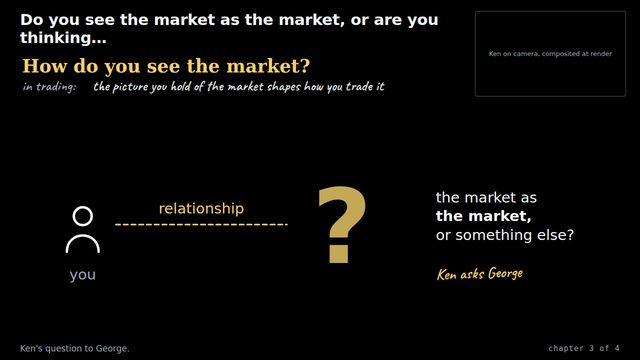 Do you see the market as the market, or are you
thinking…
Ken on camera, composited at render
How do you see the market?
in trading: the picture you hold of the market shapes how you trade it
relationship
?
the market as
the market,
or something else?
you
Ken asks George
Ken's question to George.
chapter 3 of 4